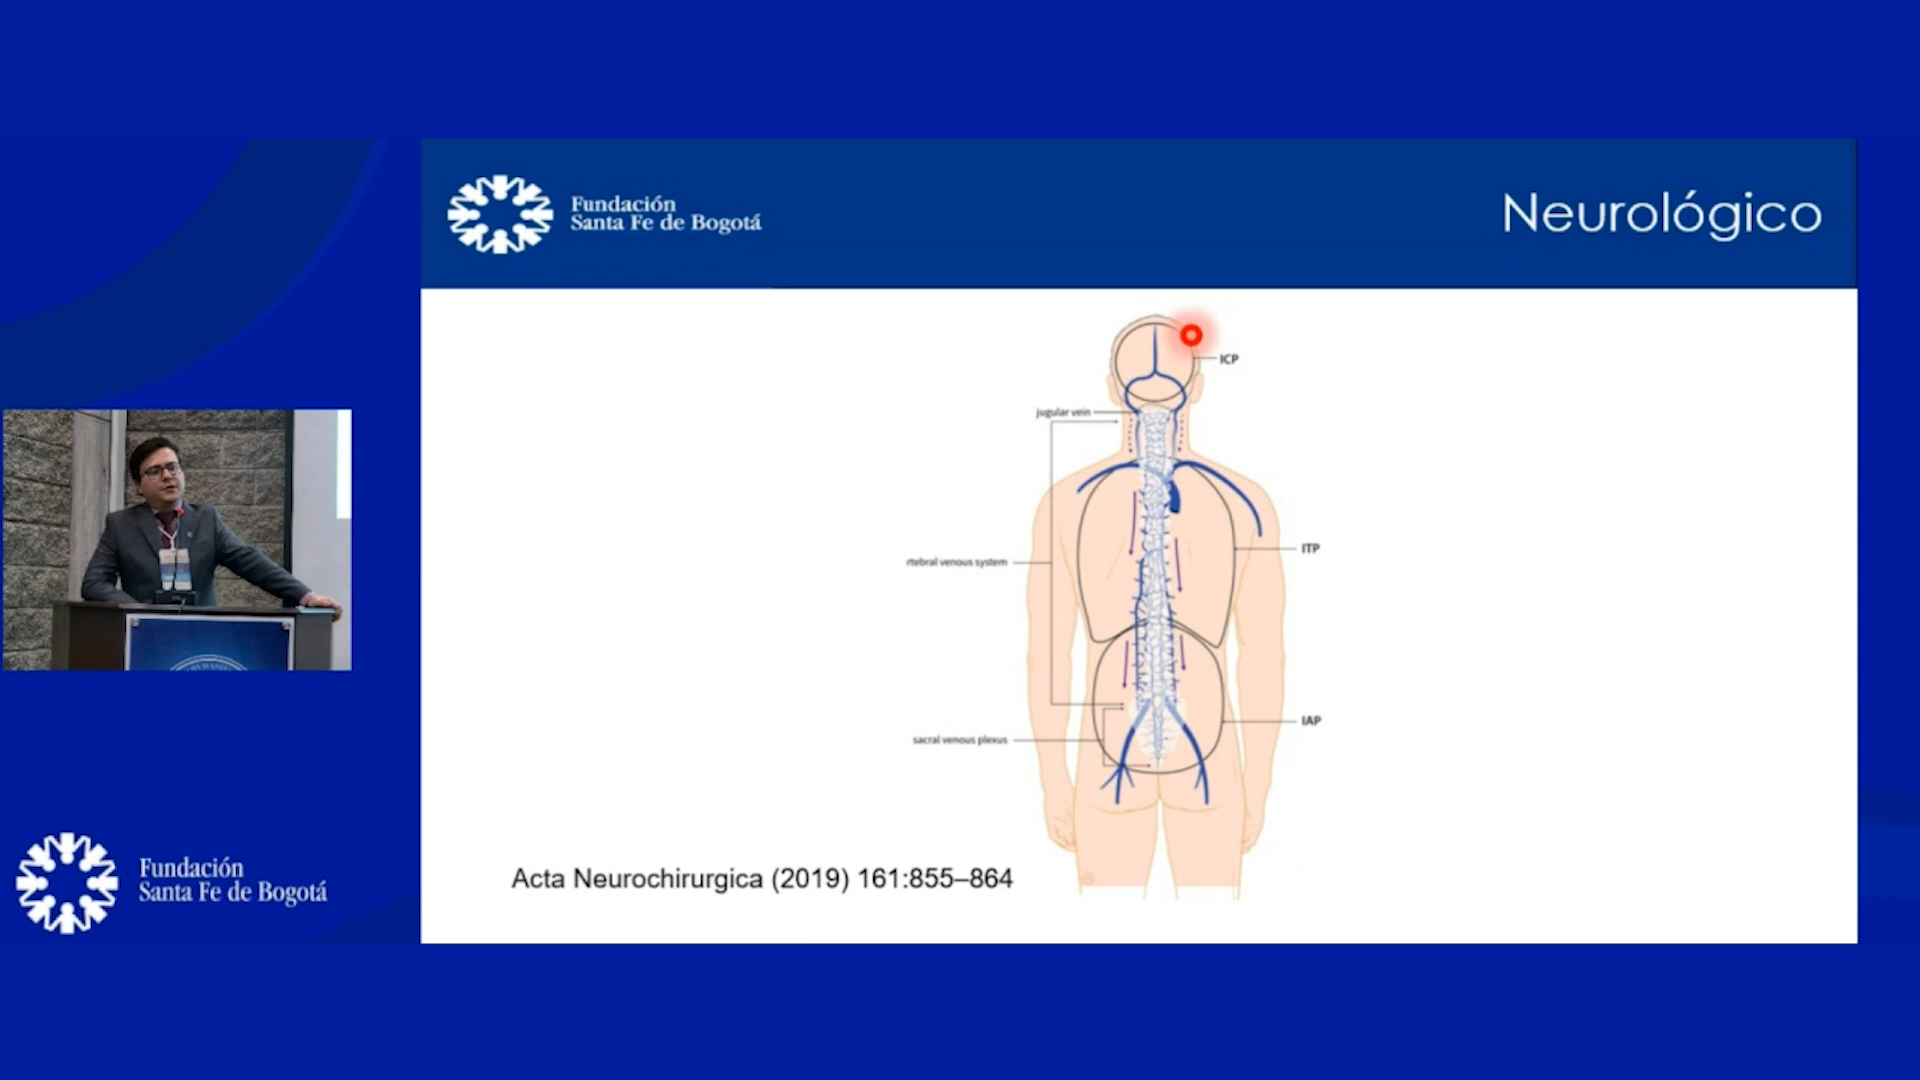 Fundación
Santa Fe de Bogotá
Neurológico
ICP
jugular vein
ITP
rtebral venous system
IAP
sacral venous plexus
Acta Neurochirurgica (2019) 161:855–864
Fundación
Santa Fe de Bogotá